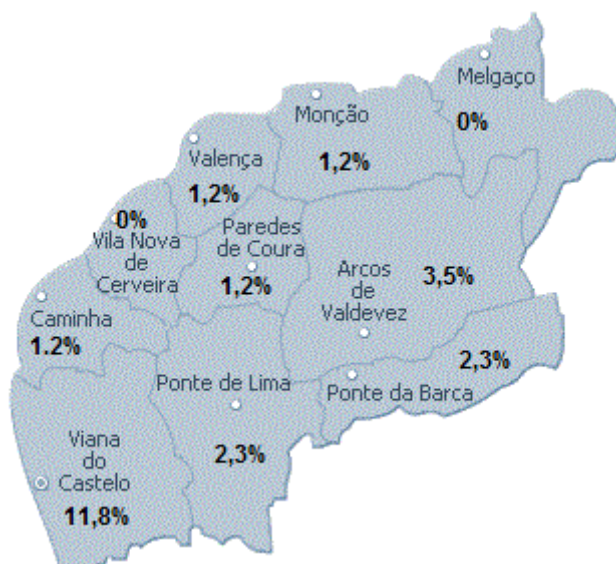 Melgaço
0%
Monção
1,2%
Valença
1,2%
0%
Vila Nova
de
Cerveira
Paredes
de Coura
1,2%
Arcos
de
Valdevez
3,5%
Caminha
1.2%
Ponte de Lima
2,3%
Ponte da Barca
2,3%
Viana
do
Castelo
11,8%